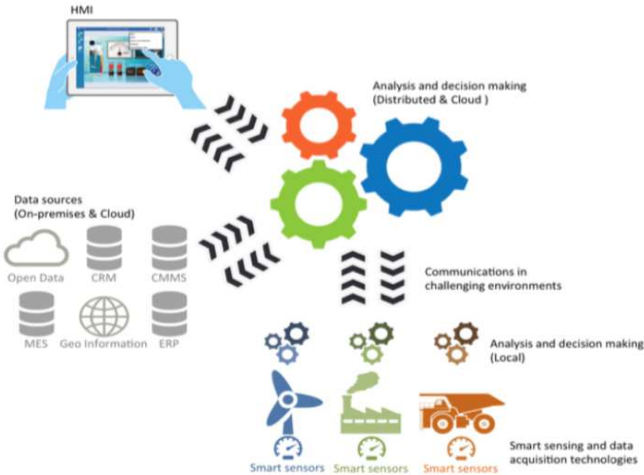 HMI
Analysis and decision making
(Distributed & Cloud )
Data sources
(On-premises & Cloud)
Open Data
CRM
CMMS
MES
Geo Information
ERP
Communications in
challenging environments
Analysis and decision making
(Local)
Smart sensing and data
acquisition technologies
Smart sensors
Smart sensors
Smart sensors